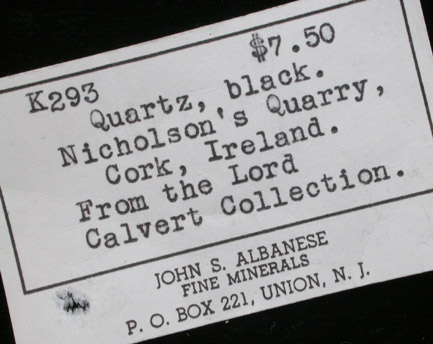 K293 $7.50
Quartz, black.
Nicholson's Quarry,
Cork, Ireland.
From the Lord
Calvert Collection.
JOHN S. ALBANESE
FINE MINERALS
P. O. BOX 221, UNION, N. J.